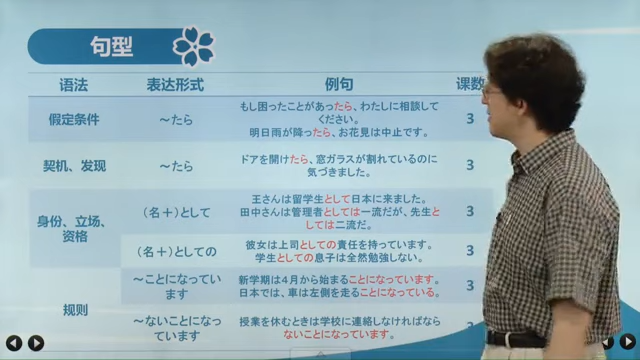 句型
语法 表达形式 例句 课数
假定条件 ～たら もし困ったことがあったら、わたしに相談して
ください。
明日雨が降ったら、お花見は中止です。 3
契机、发现 ～たら ドアを開けたら、窓ガラスが割れているのに
気づきました。 3
身份、立场、
资格
（名＋）として 王さんは留学生として日本に来ました。
田中さんは管理者としては一流だが、先生と
しては二流だ。 3
（名＋）としての 彼女は上司としての責任を持っています。
学生としての息子は全然勉強しない。 3
规则
～ことになってい
ます 新学期は４月から始まることになっています。
日本では、車は左側を走ることになっている。 3
～ないことになっ
ています 授業を休むときは学校に連絡しなければなら
ないことになっています。